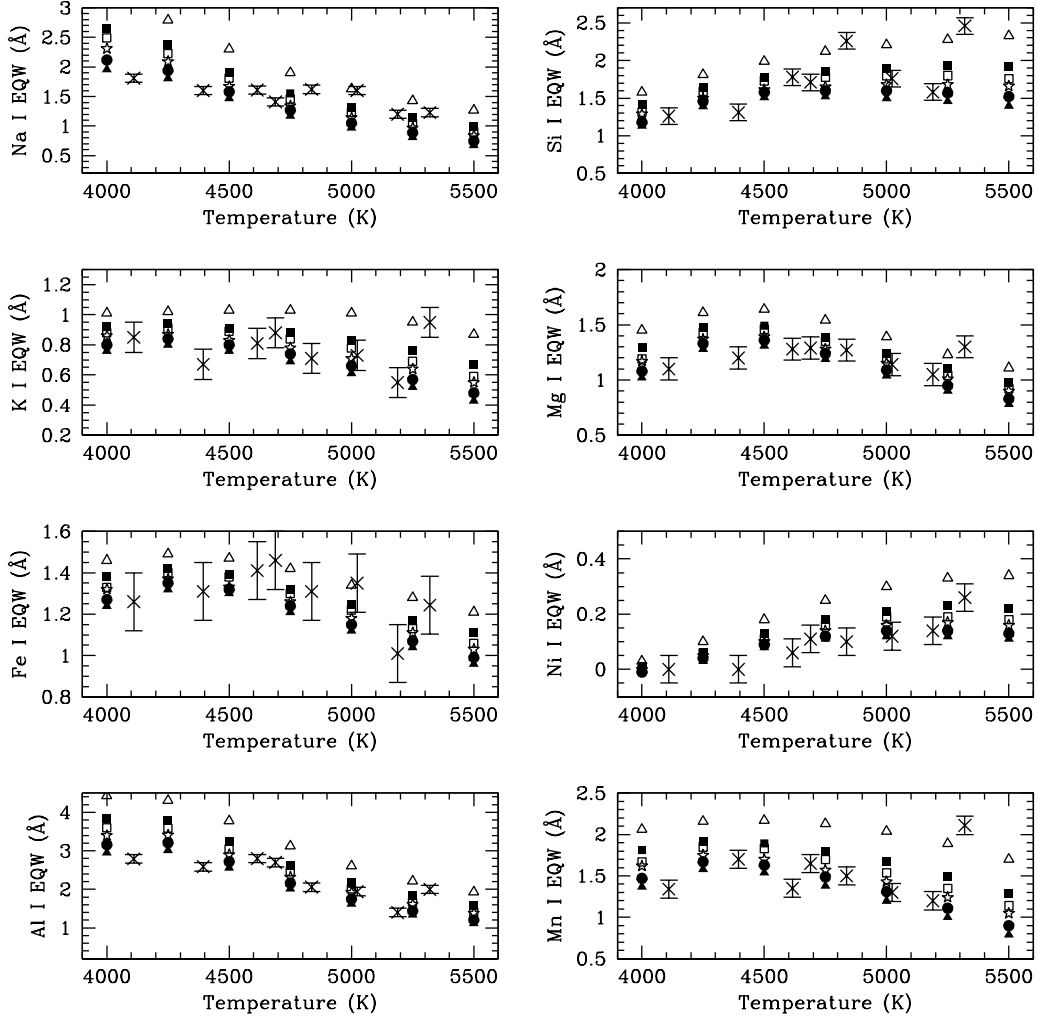 Na I EQW (Å)
3
2.5
2
1.5
1
0.5
4000 4500 5000 5500
Temperature (K)
Si I EQW (Å)
2.5
2
1.5
1
0.5
4000 4500 5000 5500
Temperature (K)
K I EQW (Å)
1.2
1
0.8
0.6
0.4
0.2
4000 4500 5000 5500
Temperature (K)
Mg I EQW (Å)
2
1.5
1
0.5
4000 4500 5000 5500
Temperature (K)
Fe I EQW (Å)
1.6
1.4
1.2
1
0.8
4000 4500 5000 5500
Temperature (K)
Ni I EQW (Å)
0.4
0.2
0
4000 4500 5000 5500
Temperature (K)
Al I EQW (Å)
4
3
2
1
4000 4500 5000 5500
Temperature (K)
Mn I EQW (Å)
2.5
2
1.5
1
0.5
4000 4500 5000 5500
Temperature (K)